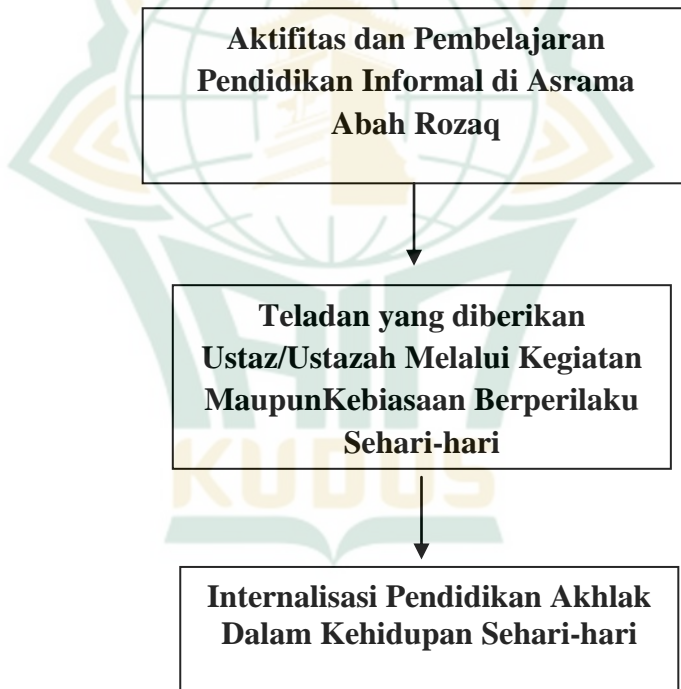 Aktifitas dan Pembelajaran
Pendidikan Informal di Asrama
Abah Rozaq
Teladan yang diberikan
Ustaz/Ustazah Melalui Kegiatan
MaupunKebiasaan Berperilaku
Sehari-hari
KUDUS
Internalisasi Pendidikan Akhlak
Dalam Kehidupan Sehari-hari